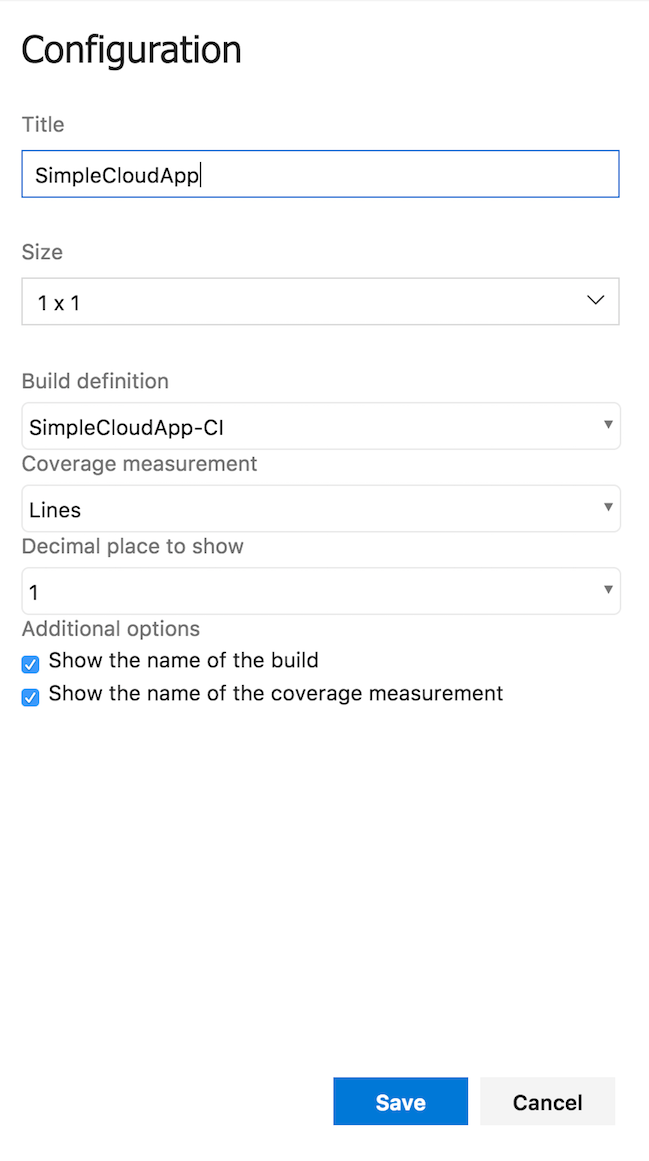 Configuration
Title
SimpleCloudApp
Size
1 x 1
Build definition
SimpleCloudApp-CI
Coverage measurement
Lines
Decimal place to show
1
Additional options
Show the name of the build
Show the name of the coverage measurement
Save Cancel